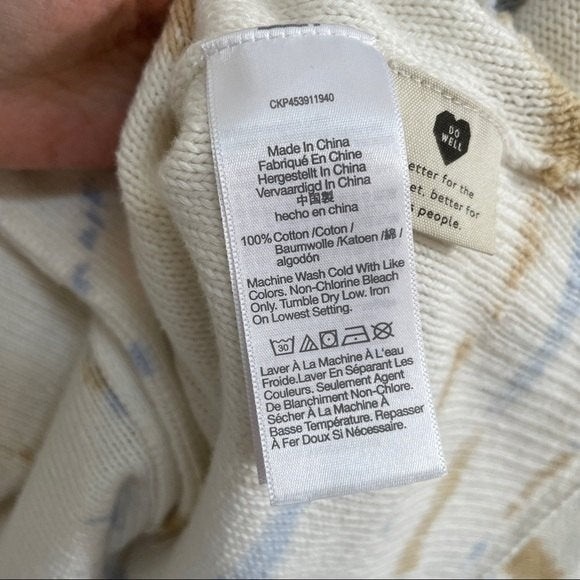 CKP453911940
Made In China
Fabriqué En Chine
Hergestellt In China
Vervaardigd In China
中国製
hecho en china
100% Cotton /Coton /
Baumwolle /Katoen /綿 /
algodón
Machine Wash Cold With Like
Colors. Non-Chlorine Bleach
Only. Tumble Dry Low. Iron
On Lowest Setting.
30
Laver À La Machine À L'eau
Froide.Laver En Séparant Les
Couleurs. Seulement Agent
De Blanchiment Non-Chlore.
Sécher À La Machine À
Basse Température. Repasser
À Fer Doux Si Nécessaire.
DO
WELL
etter for the
et, better for
people.